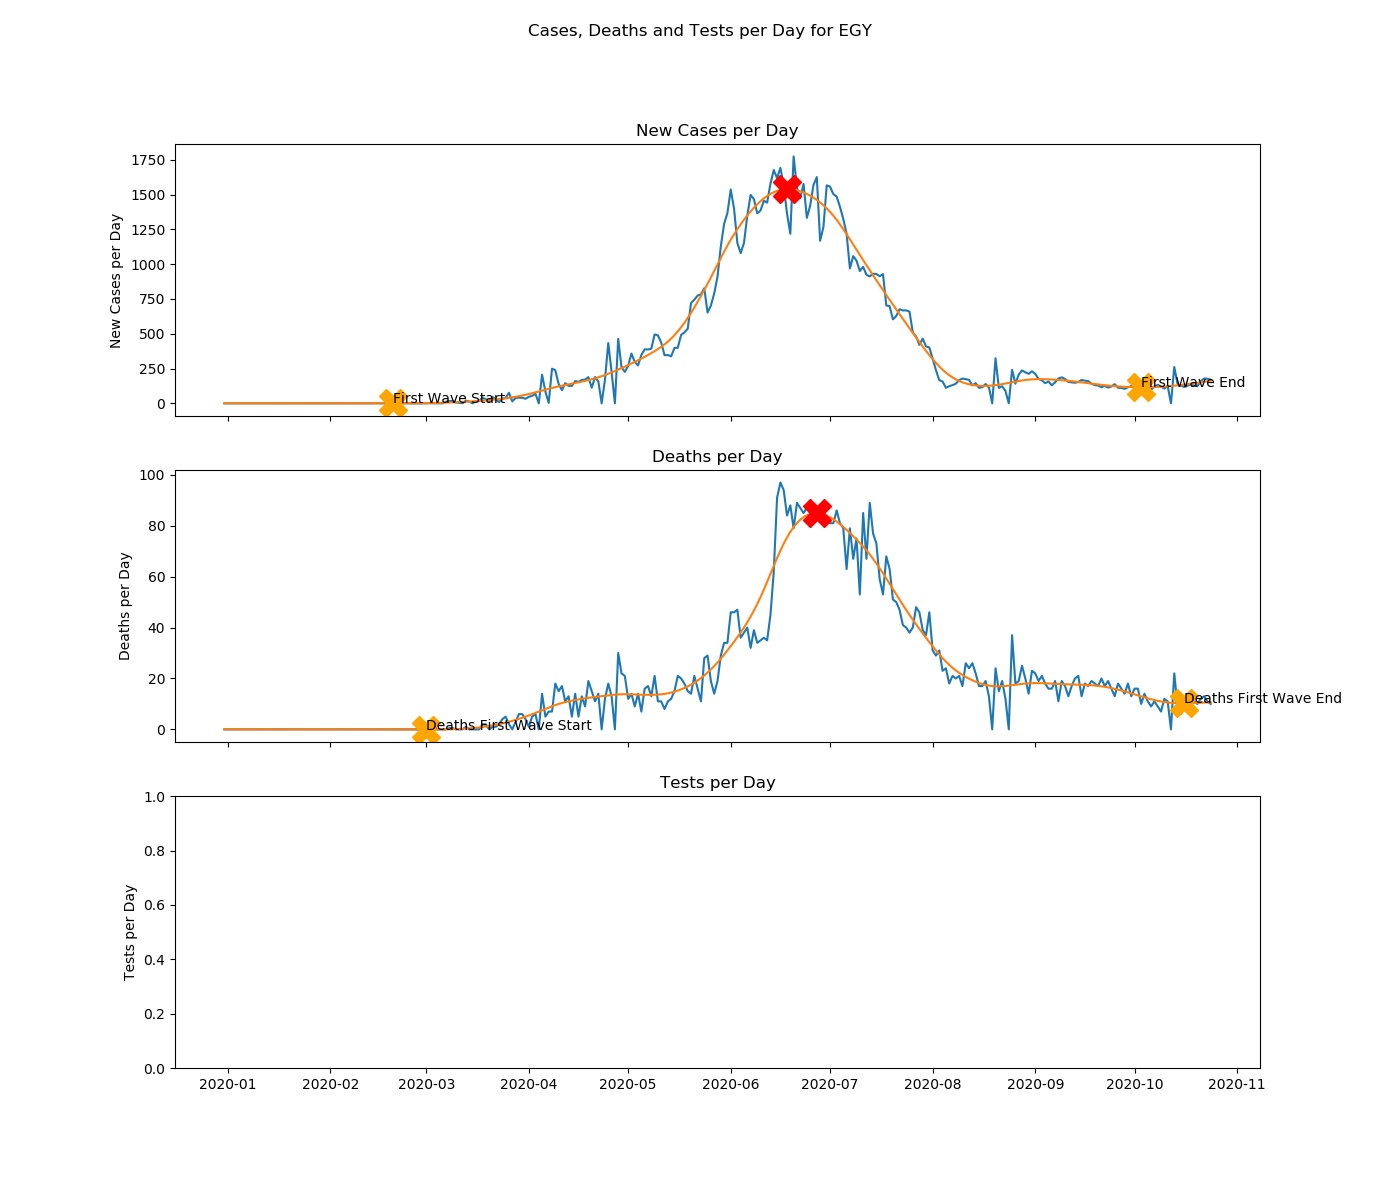 Cases, Deaths and Tests per Day for EGY
New Cases per Day
New Cases per Day
1750
1500
1250
1000
750
500
250
0
First Wave Start
First Wave End
Deaths per Day
Deaths per Day
100
80
60
40
20
0
Deaths First Wave Start
Deaths First Wave End
Tests per Day
Tests per Day
1.0
0.8
0.6
0.4
0.2
0.0
2020-01 2020-02 2020-03 2020-04 2020-05 2020-06 2020-07 2020-08 2020-09 2020-10 2020-11